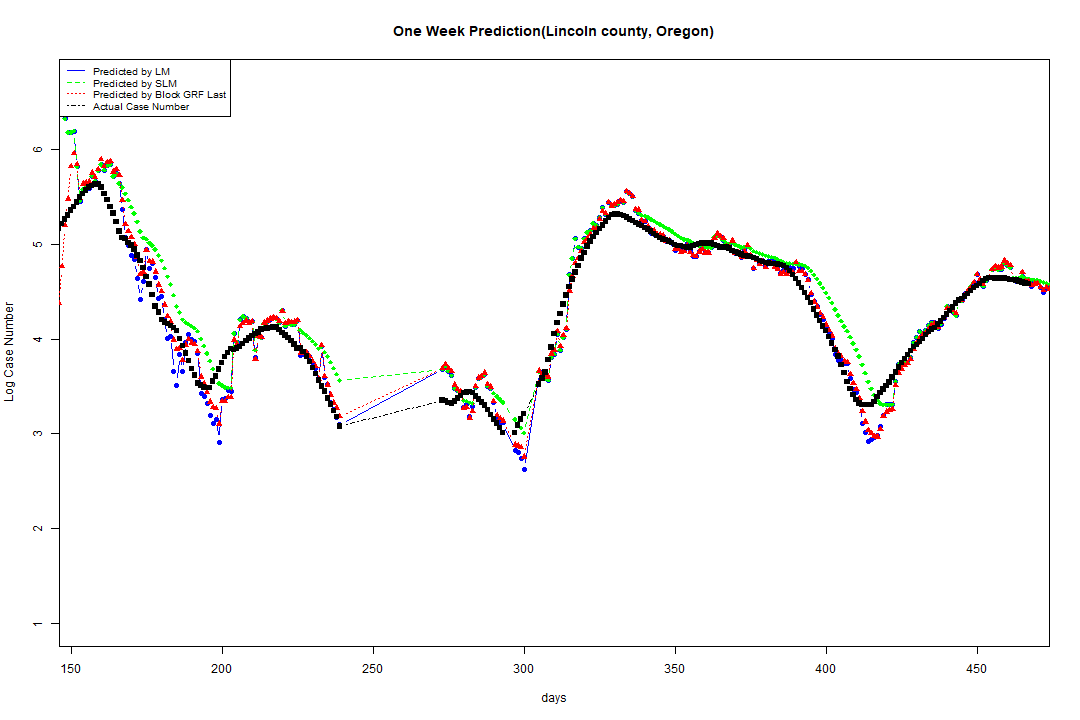 One Week Prediction(Lincoln county, Oregon)
Predicted by LM
Predicted by SLM
Predicted by Block GRF Last
Actual Case Number
Log Case Number
6
5
4
3
2
1
150 200 250 300 350 400 450
days